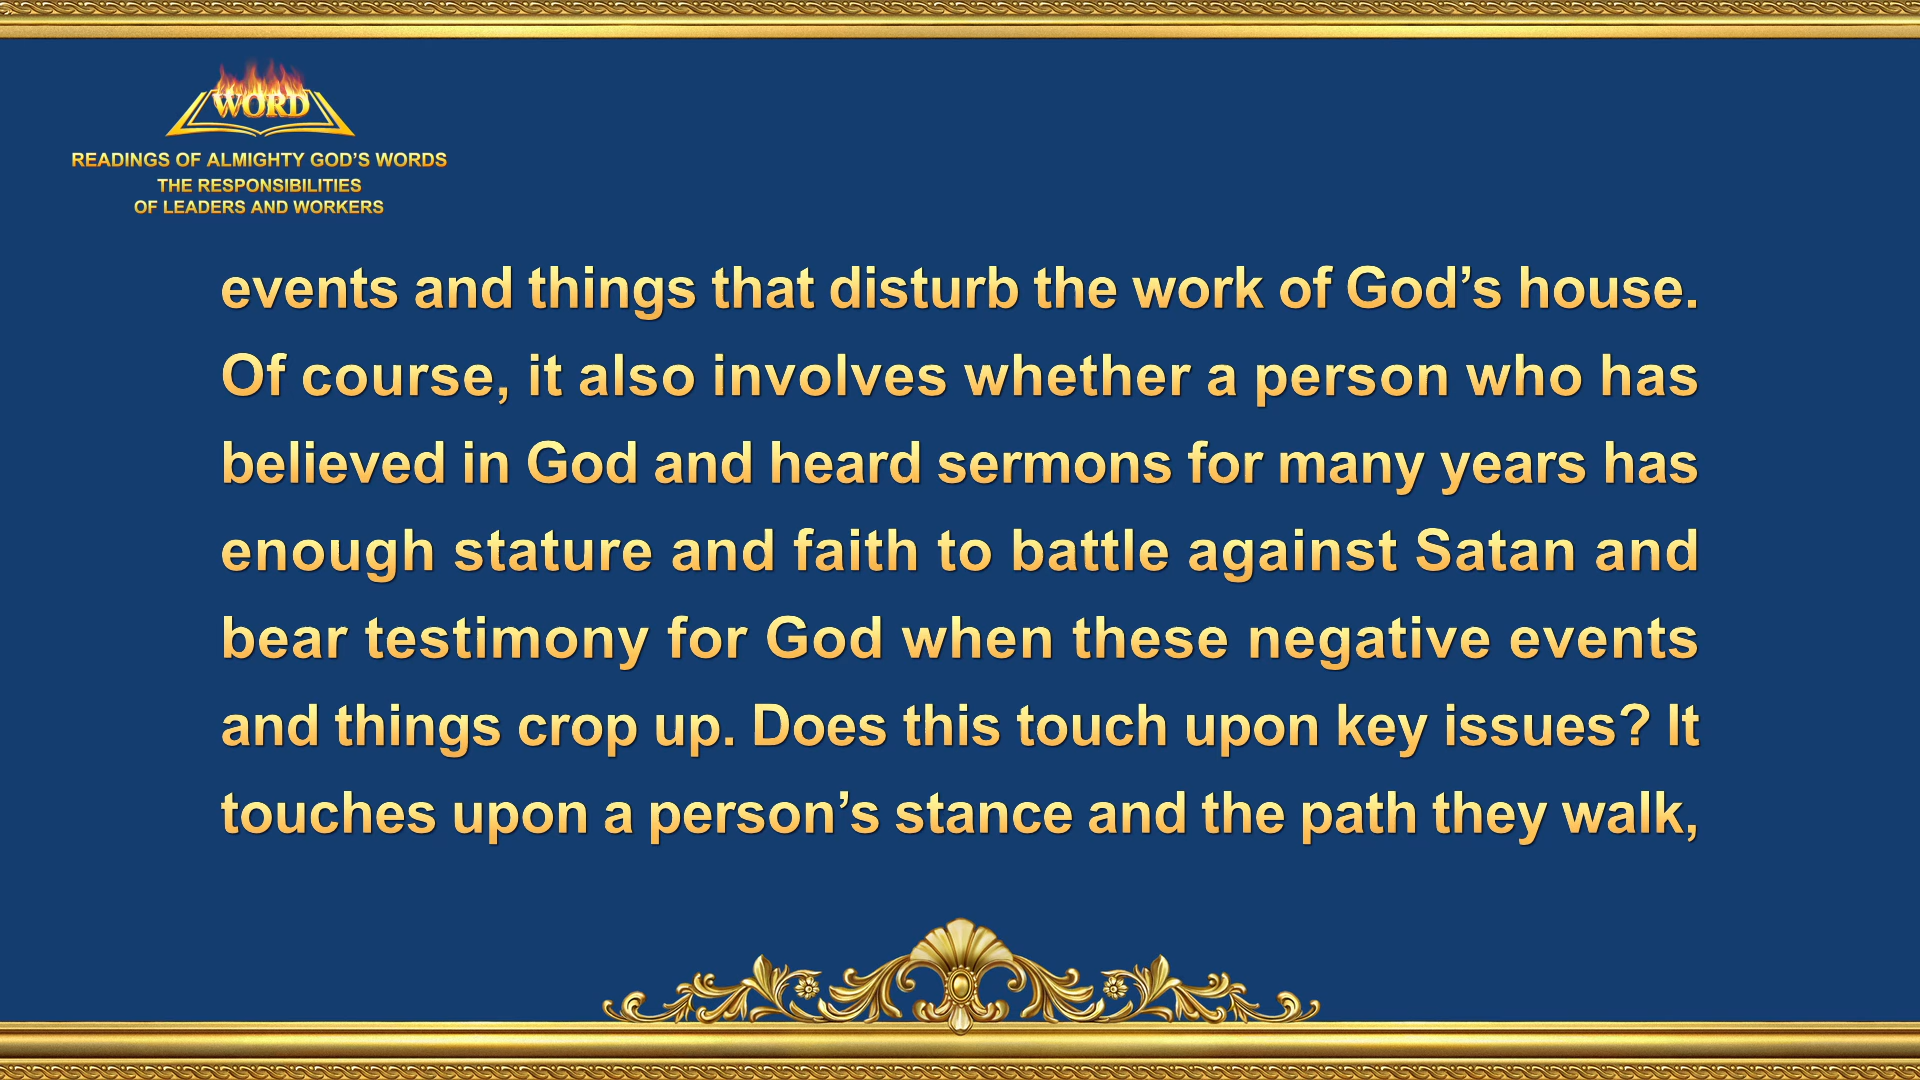 WORD
READINGS OF ALMIGHTY GOD’S WORDS
THE RESPONSIBILITIES
OF LEADERS AND WORKERS
events and things that disturb the work of God’s house.
Of course, it also involves whether a person who has
believed in God and heard sermons for many years has
enough stature and faith to battle against Satan and
bear testimony for God when these negative events
and things crop up. Does this touch upon key issues? It
touches upon a person’s stance and the path they walk,